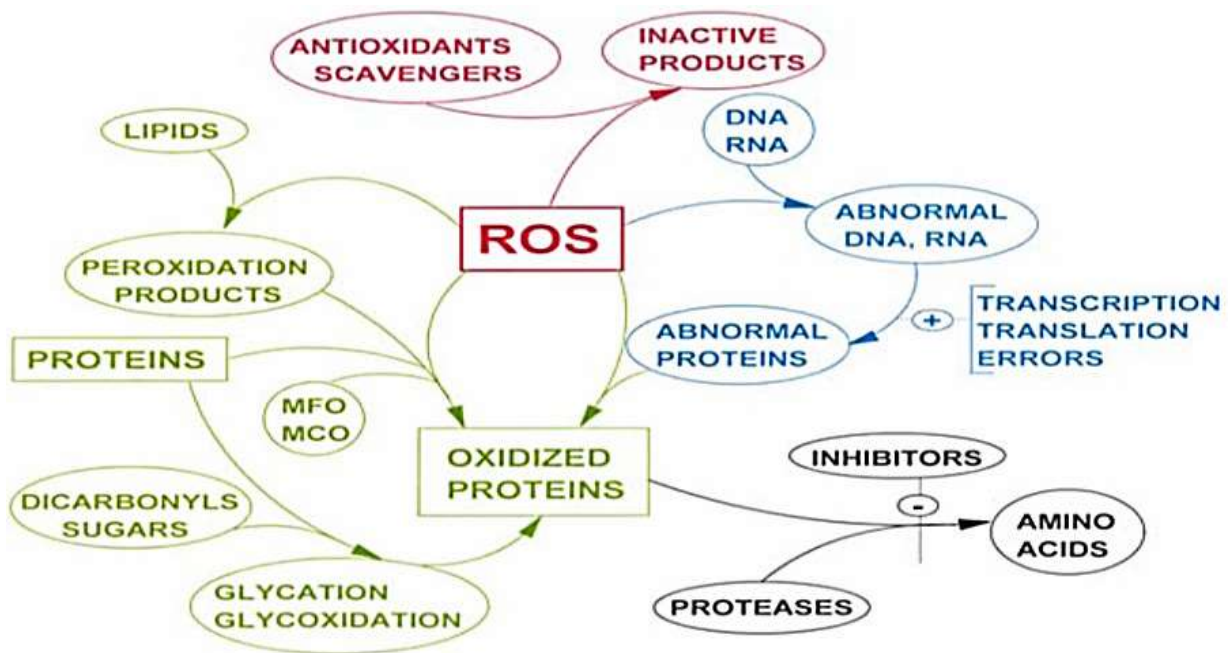 ANTIOXIDANTS
SCAVENGERS
INACTIVE
PRODUCTS
DNA
RNA
LIPIDS
ROS
ABNORMAL
DNA, RNA
PEROXIDATION
PRODUCTS
+
TRANSCRIPTION
TRANSLATION
ERRORS
ABNORMAL
PROTEINS
PROTEINS
MFO
MCO
OXIDIZED
PROTEINS
INHIBITORS
-
DICARBONYLS
SUGARS
AMINO
ACIDS
GLYCATION
GLYCOXIDATION
PROTEASES